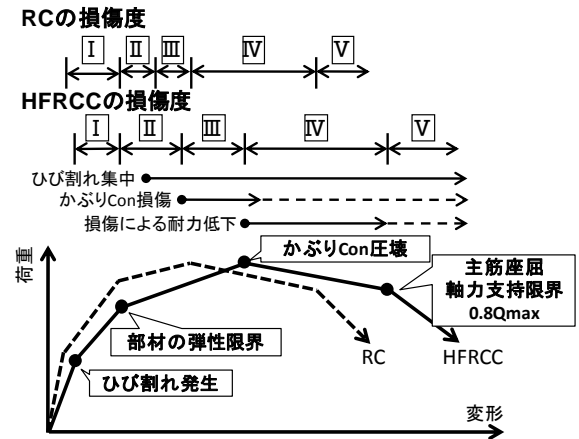 RCの損傷度
Ⅰ Ⅱ Ⅲ Ⅳ Ⅴ
HFRCCの損傷度
Ⅰ Ⅱ Ⅲ Ⅳ Ⅴ
ひび割れ集中
かぶりCon損傷
損傷による耐力低下
荷重
かぶりCon圧壊
主筋座屈
軸力支持限界
0.8Qmax
部材の弾性限界
RC
HFRCC
ひび割れ発生
変形